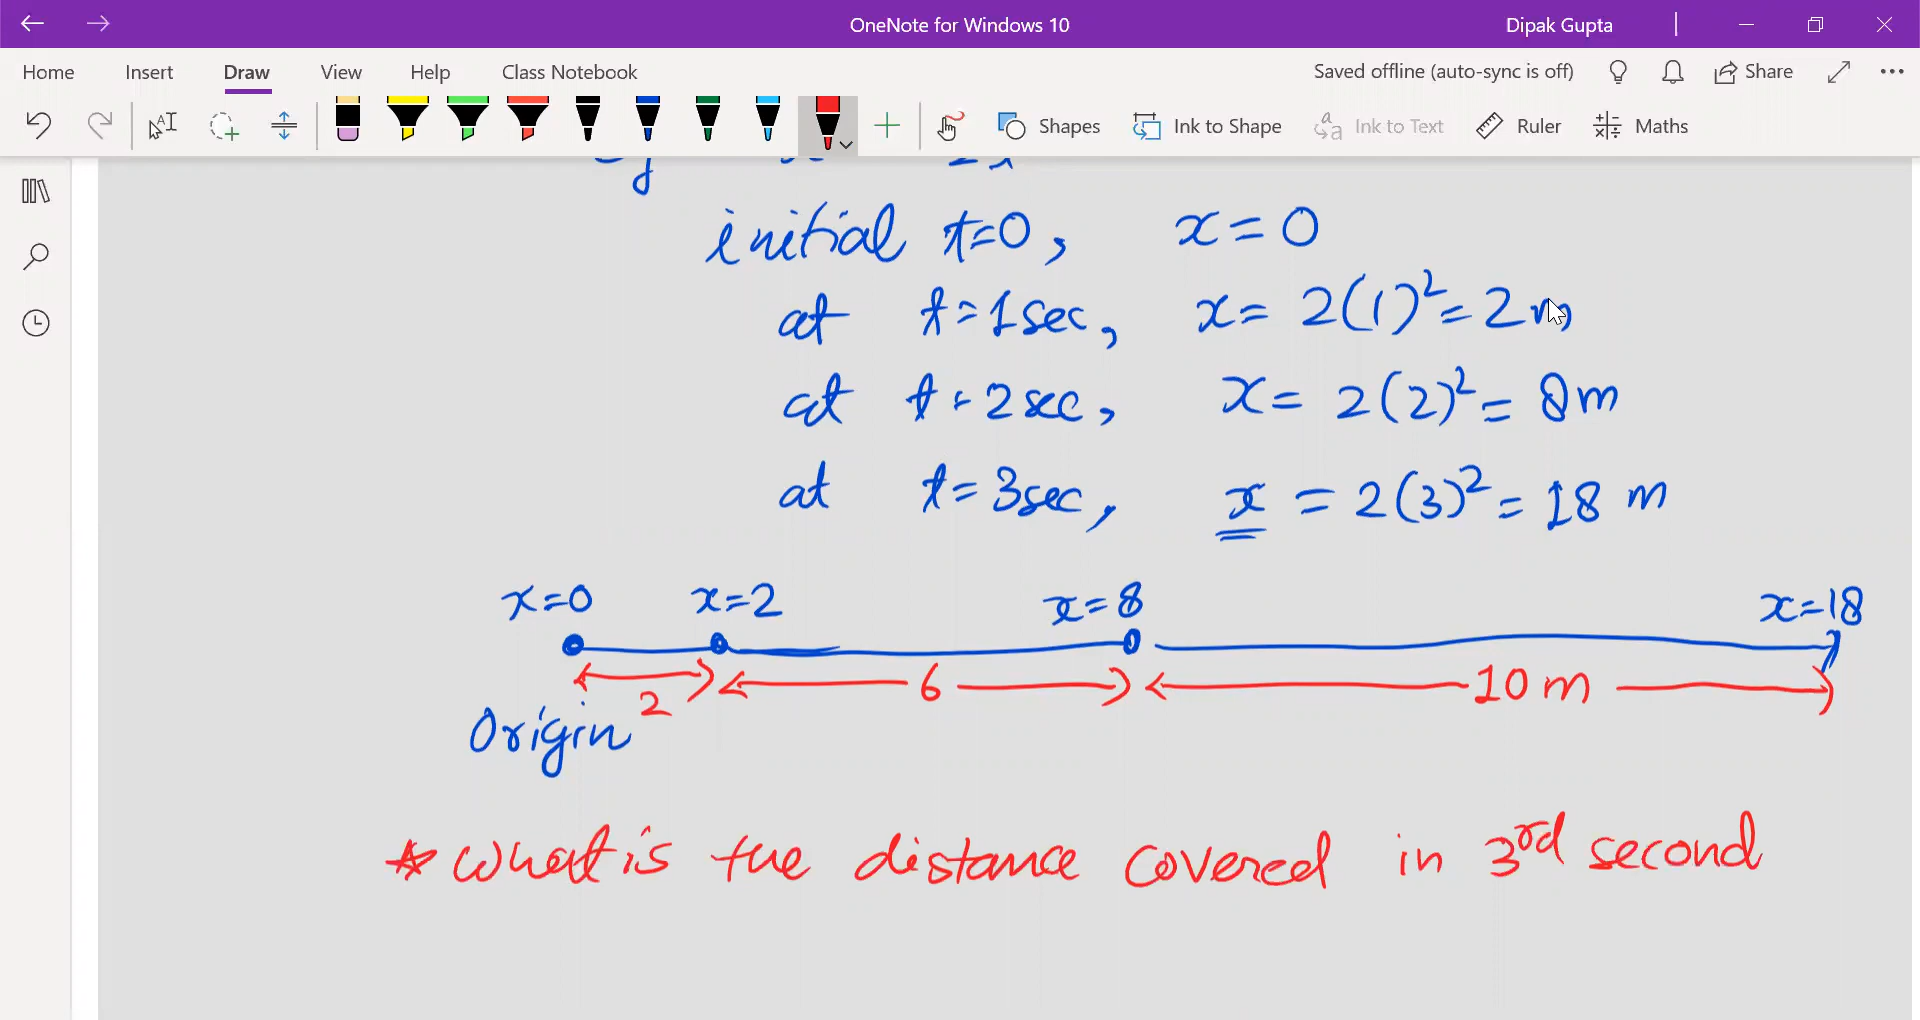 OneNote for Windows 10
Dipak Gupta
Home Insert Draw View Help Class Notebook
Saved offline (auto-sync is off) Share
Shapes Ink to Shape Ink to Text Ruler Maths
initial t=0, x=0
at t=1sec, x= 2(1)²=2m
at t=2sec, x= 2(2)²= 8m
at t=3sec, x = 2(3)²=18 m
x=0 x=2 x=8 x=18
2 6 10 m
Origin
* What is the distance covered in 3rd second